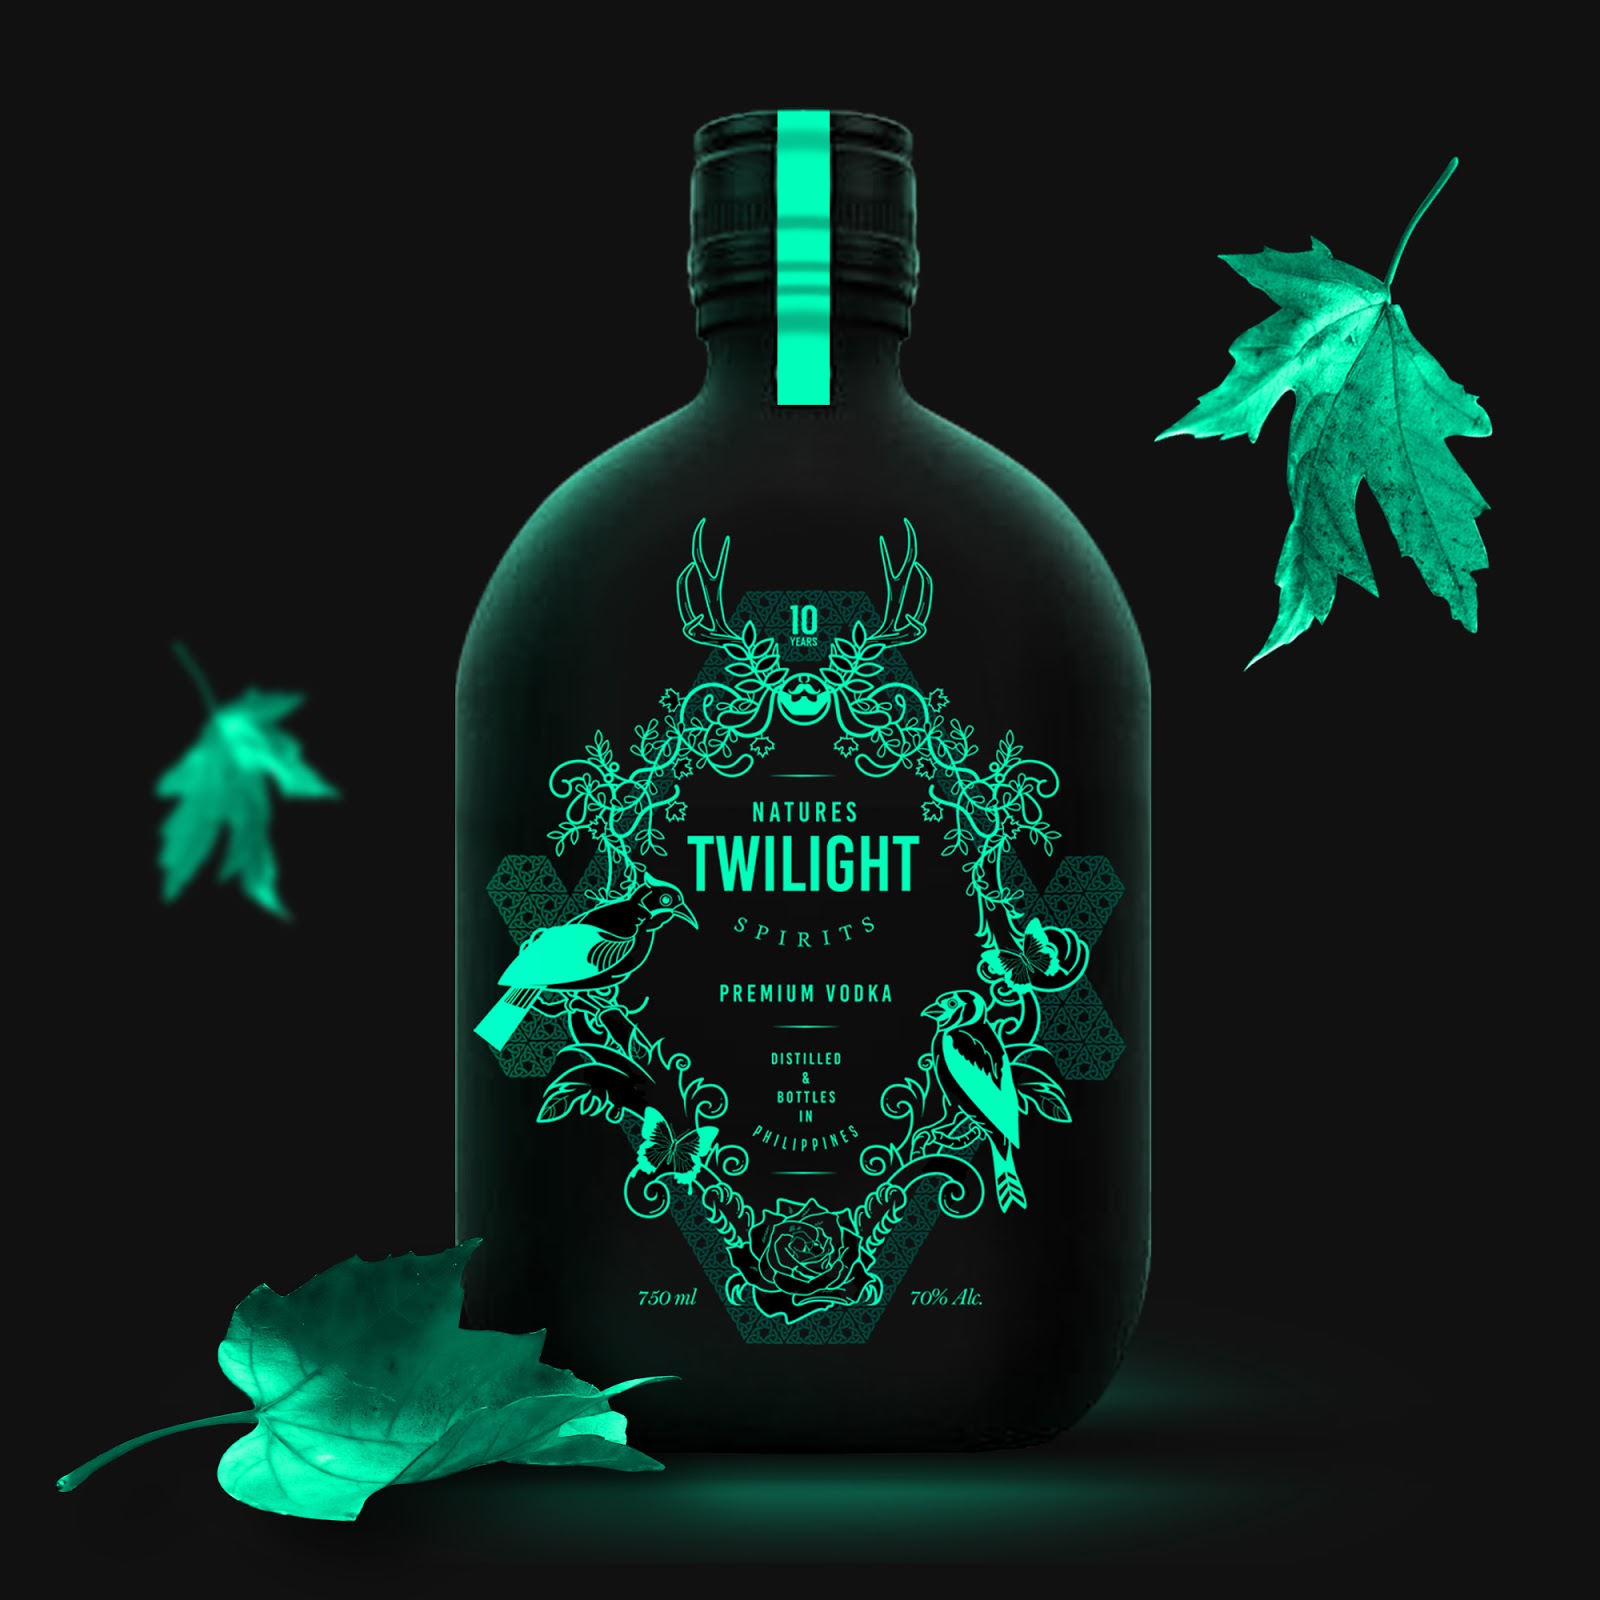 10
YEARS
NATURES
TWILIGHT
SPIRITS
PREMIUM VODKA
DISTILLED
&
BOTTLES
IN
PHILIPPINES
750 ml
70% Alc.